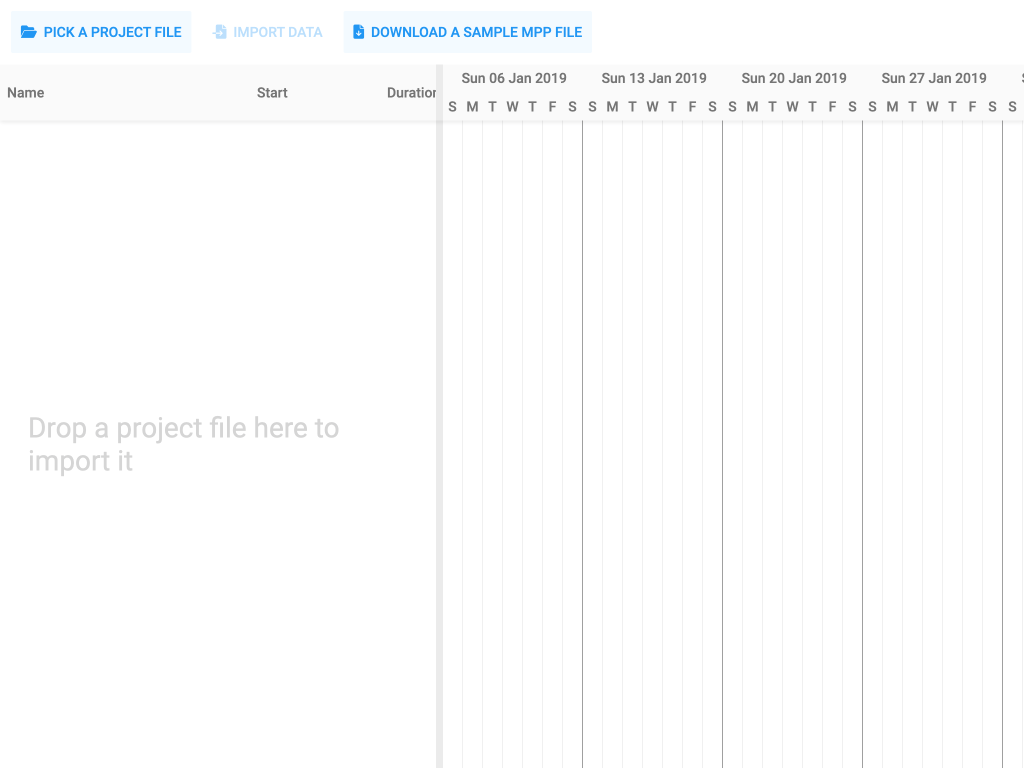 PICK A PROJECT FILE IMPORT DATA DOWNLOAD A SAMPLE MPP FILE
Sun 06 Jan 2019 Sun 13 Jan 2019 Sun 20 Jan 2019 Sun 27 Jan 2019
Name Start Duration
S M T W T F S S M T W T F S S M T W T F S S M T W T F S S
Drop a project file here to
import it